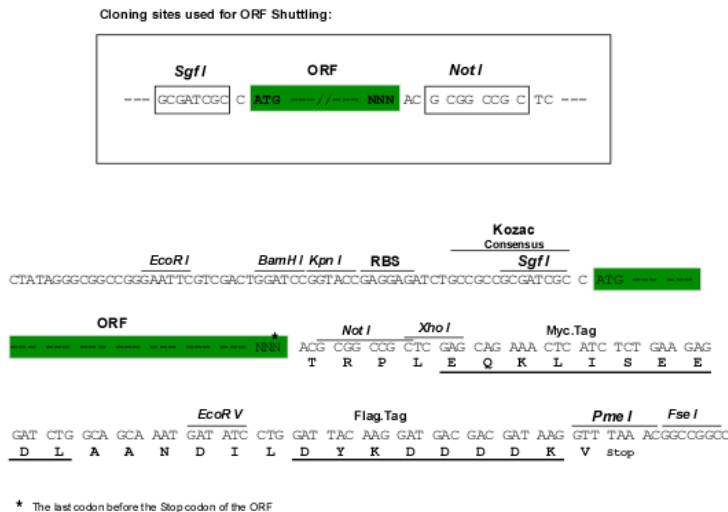 Cloning sites used for ORF Shuttling:
Sgf I ORF Not I
--- GCGATCGC C ATG ---//--- NNN AC G CGG CCG C TC ---
Kozac
Consensus
EcoR I BamH I Kpn I RBS Sgf I
CTATAGGGCGGCCGGGAATTCGTCGACTGGATCCGGTACCGAGGAGATCTGCCGCCGCGATCGC C ATG --- ---
ORF
*
--- --- --- --- --- --- --- --- NNN ACG CGG CCG CTC GAG CAG AAA CTC ATC TCT GAA GAG
Not I Xho I Myc.Tag
T R P L E Q K L I S E E
EcoR V Flag.Tag Pme I Fse I
GAT CTG GCA GCA AAT GAT ATC CTG GAT TAC AAG GAT GAC GAC GAT AAG GTT TAA ACGGCCGGCC
D L A A N D I L D Y K D D D D K V Stop
* The last codon before the Stop codon of the ORF